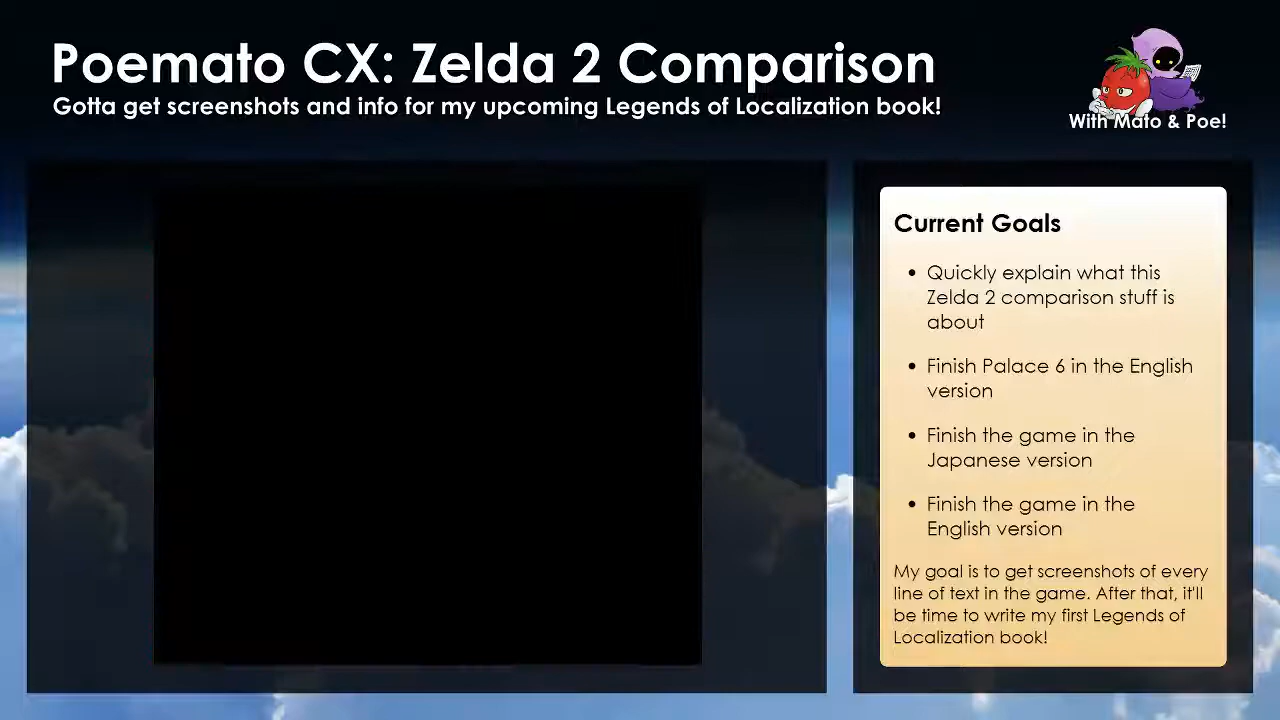 Poemato CX: Zelda 2 Comparison
Gotta get screenshots and info for my upcoming Legends of Localization book!
With Mato & Poe!
Current Goals
• Quickly explain what this
Zelda 2 comparison stuff is
about
• Finish Palace 6 in the English
version
• Finish the game in the
Japanese version
• Finish the game in the
English version
My goal is to get screenshots of every
line of text in the game. After that, it'll
be time to write my first Legends of
Localization book!